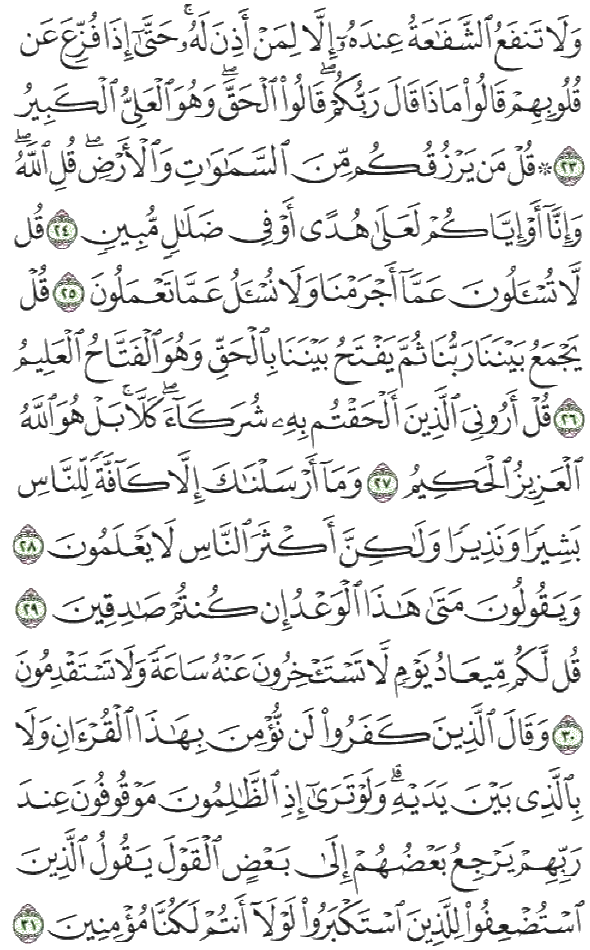 وَلَا تَنفَعُ ٱلشَّفَٰعَةُ عِندَهُۥٓ إِلَّا لِمَنْ أَذِنَ لَهُۥۚ حَتَّىٰٓ إِذَا فُزِّعَ عَن
قُلُوبِهِمْ قَالُوا۟ مَاذَا قَالَ رَبُّكُمْۖ قَالُوا۟ ٱلْحَقَّۖ وَهُوَ ٱلْعَلِىُّ ٱلْكَبِيرُ
٢٣ ۞ قُلْ مَن يَرْزُقُكُم مِّنَ ٱلسَّمَٰوَٰتِ وَٱلْأَرْضِۖ قُلِ ٱللَّهُۖ
وَإِنَّآ أَوْ إِيَّاكُمْ لَعَلَىٰ هُدًى أَوْ فِى ضَلَٰلٍ مُّبِينٍ ٢٤ قُل
لَّا تُسْـَٔلُونَ عَمَّآ أَجْرَمْنَا وَلَا نُسْـَٔلُ عَمَّا تَعْمَلُونَ ٢٥ قُلْ
يَجْمَعُ بَيْنَنَا رَبُّنَا ثُمَّ يَفْتَحُ بَيْنَنَا بِٱلْحَقِّ وَهُوَ ٱلْفَتَّاحُ ٱلْعَلِيمُ
٢٦ قُلْ أَرُونِىَ ٱلَّذِينَ أَلْحَقْتُم بِهِۦ شُرَكَآءَۖ كَلَّاۚ بَلْ هُوَ ٱللَّهُ
ٱلْعَزِيزُ ٱلْحَكِيمُ ٢٧ وَمَآ أَرْسَلْنَٰكَ إِلَّا كَآفَّةً لِّلنَّاسِ
بَشِيرًا وَنَذِيرًا وَلَٰكِنَّ أَكْثَرَ ٱلنَّاسِ لَا يَعْلَمُونَ ٢٨
وَيَقُولُونَ مَتَىٰ هَٰذَا ٱلْوَعْدُ إِن كُنتُمْ صَٰدِقِينَ ٢٩
قُل لَّكُم مِّيعَادُ يَوْمٍ لَّا تَسْتَـْٔخِرُونَ عَنْهُ سَاعَةً وَلَا تَسْتَقْدِمُونَ
٣٠ وَقَالَ ٱلَّذِينَ كَفَرُوا۟ لَن نُّؤْمِنَ بِهَٰذَا ٱلْقُرْءَانِ وَلَا
بِٱلَّذِى بَيْنَ يَدَيْهِۗ وَلَوْ تَرَىٰٓ إِذِ ٱلظَّٰلِمُونَ مَوْقُوفُونَ عِندَ
رَبِّهِمْ يَرْجِعُ بَعْضُهُمْ إِلَىٰ بَعْضٍ ٱلْقَوْلَ يَقُولُ ٱلَّذِينَ
ٱسْتُضْعِفُوا۟ لِلَّذِينَ ٱسْتَكْبَرُوا۟ لَوْلَآ أَنتُمْ لَكُنَّا مُؤْمِنِينَ ٣١